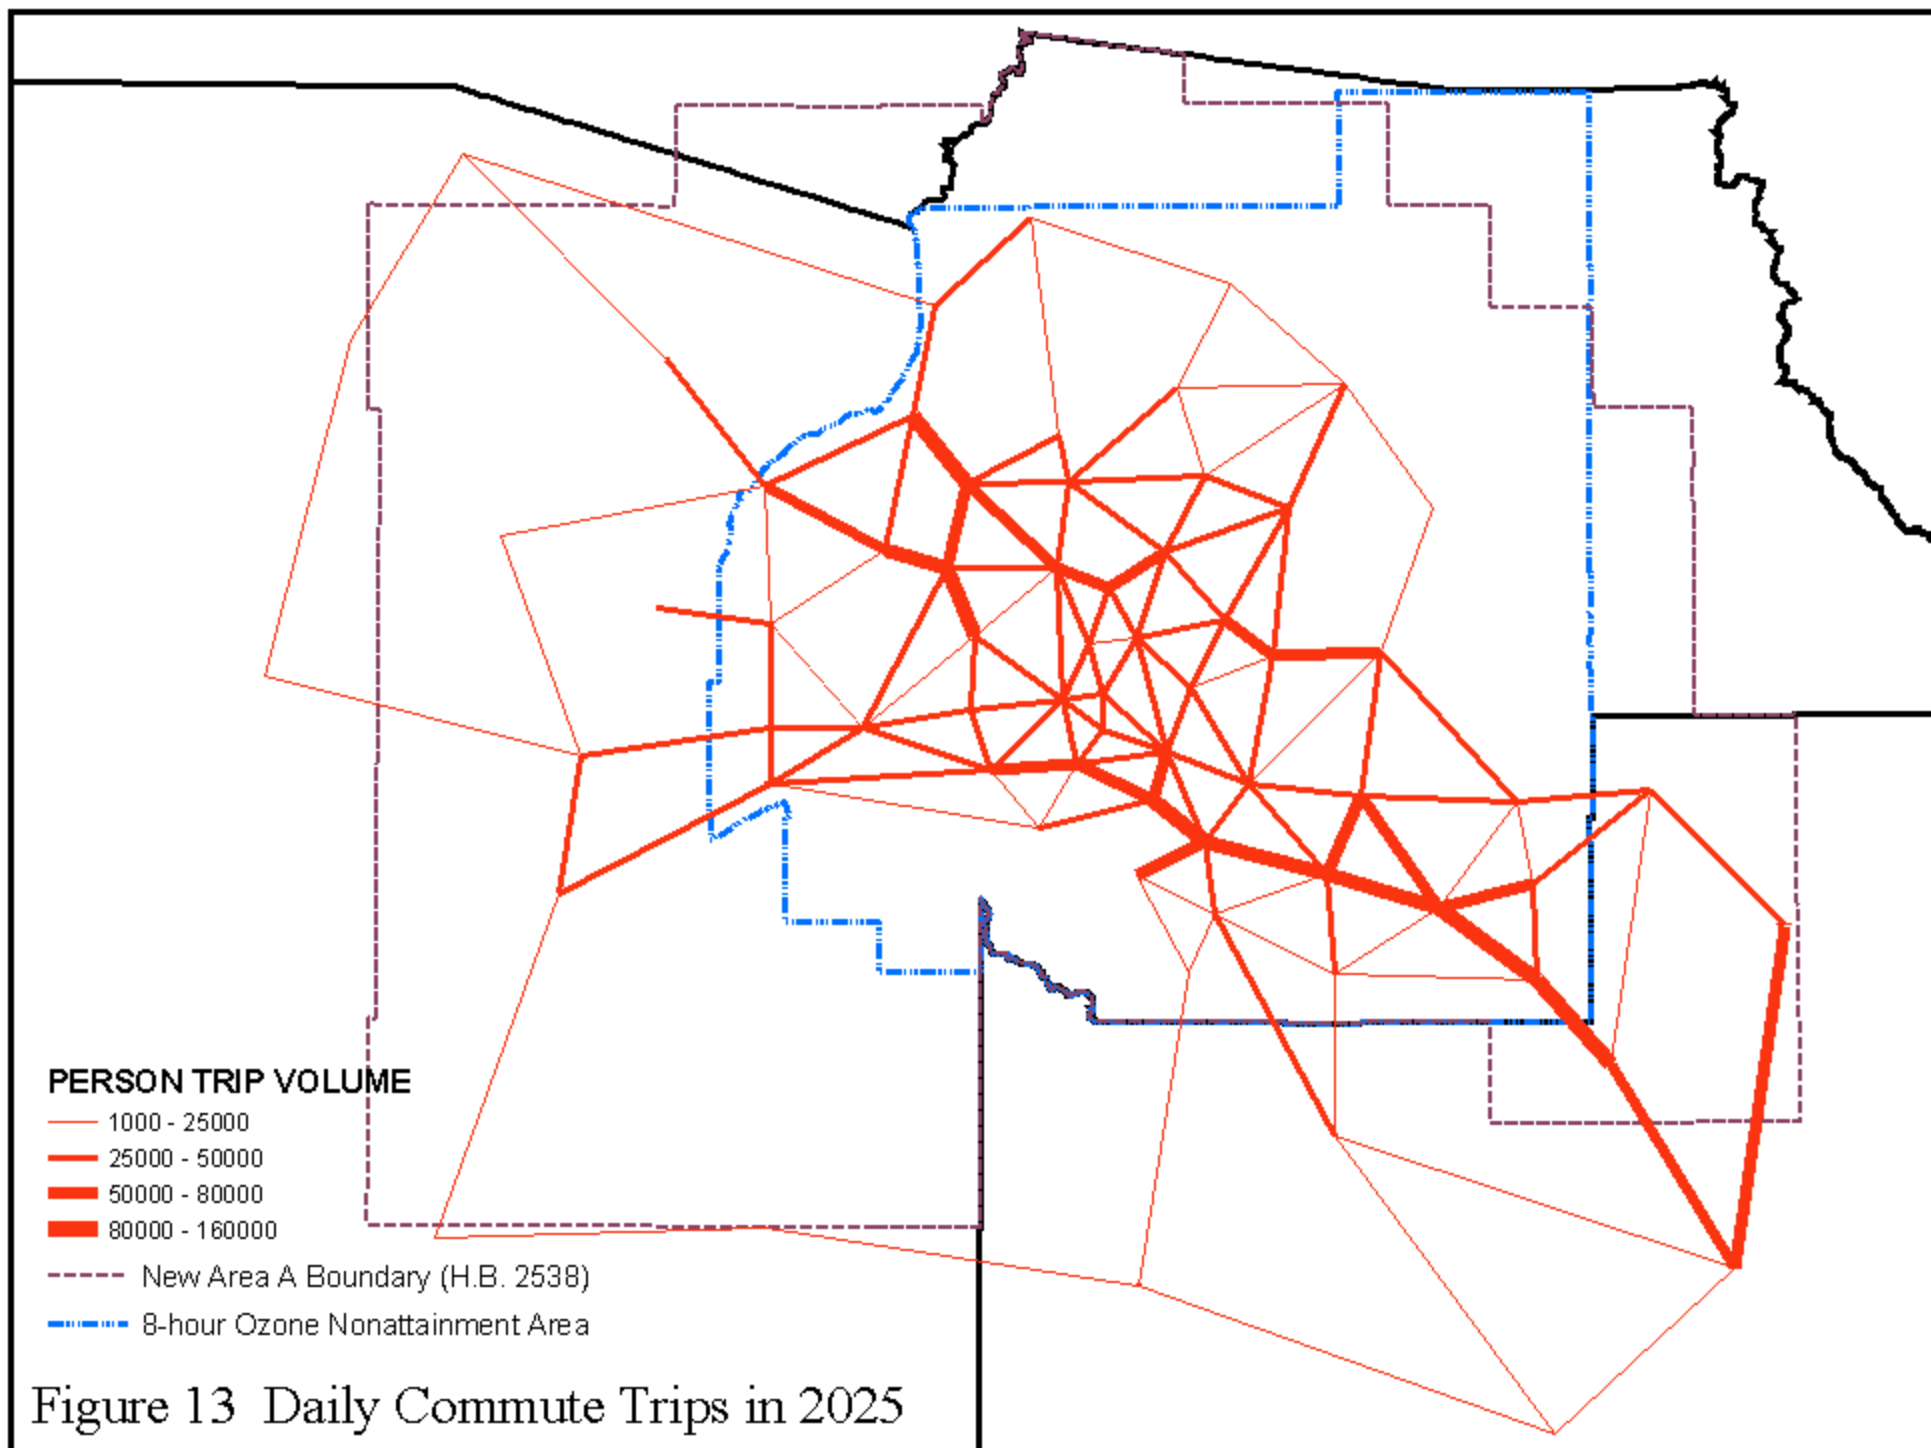 PERSON TRIP VOLUME
1000 - 25000
25000 - 50000
50000 - 80000
80000 - 160000
New Area A Boundary (H.B. 2538)
8-hour Ozone Nonattainment Area
Figure 13 Daily Commute Trips in 2025